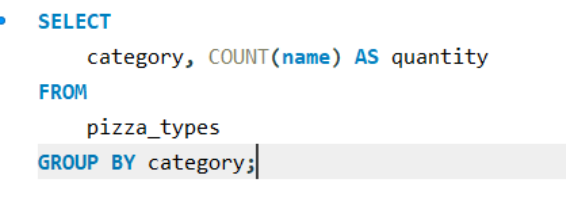 SELECT
category, COUNT(name) AS quantity
FROM
pizza_types
GROUP BY category;